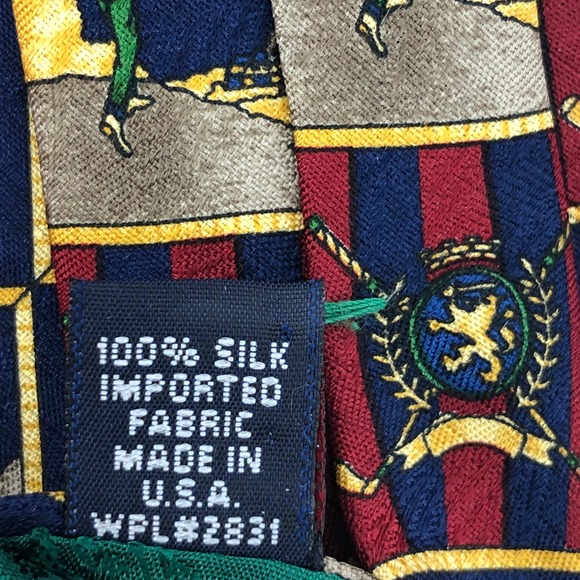 100% SILK
IMPORTED
FABRIC
MADE IN
U.S.A.
WPL#2831